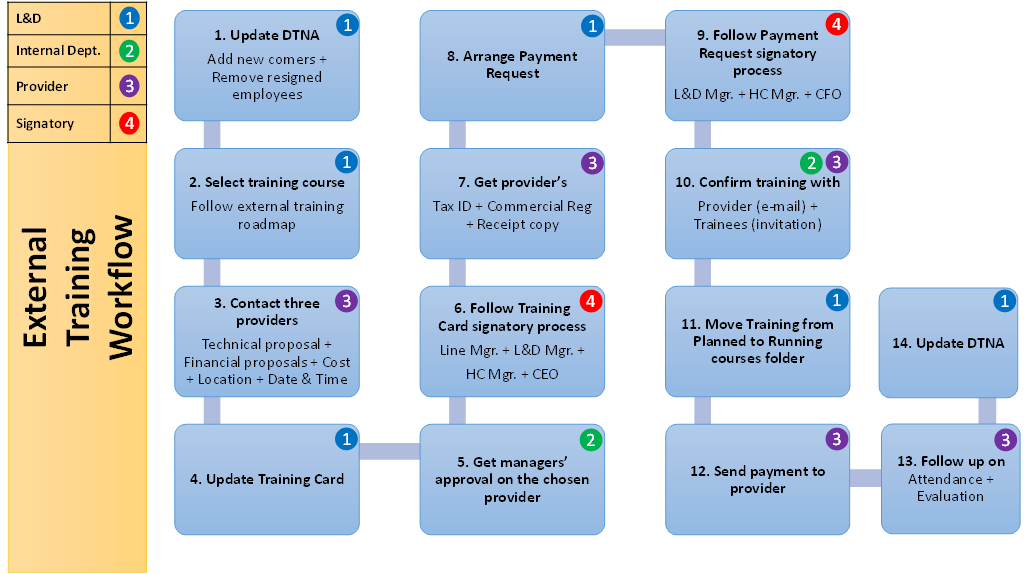 L&D 1
Internal Dept. 2
Provider 3
Signatory 4
External
Training
Workflow
1
1. Update DTNA
Add new comers +
Remove resigned
employees
1
2. Select training course
Follow external training
roadmap
3
3. Contact three
providers
Technical proposal +
Financial proposals + Cost
+ Location + Date & Time
1
4. Update Training Card
2
5. Get managers’
approval on the chosen
provider
4
6. Follow Training
Card signatory process
Line Mgr. + L&D Mgr. +
HC Mgr. + CEO
3
7. Get provider’s
Tax ID + Commercial Reg
+ Receipt copy
1
8. Arrange Payment
Request
4
9. Follow Payment
Request signatory
process
L&D Mgr. + HC Mgr. + CFO
2 3
10. Confirm training with
Provider (e-mail) +
Trainees (invitation)
1
11. Move Training from
Planned to Running
courses folder
3
12. Send payment to
provider
3
13. Follow up on
Attendance +
Evaluation
1
14. Update DTNA